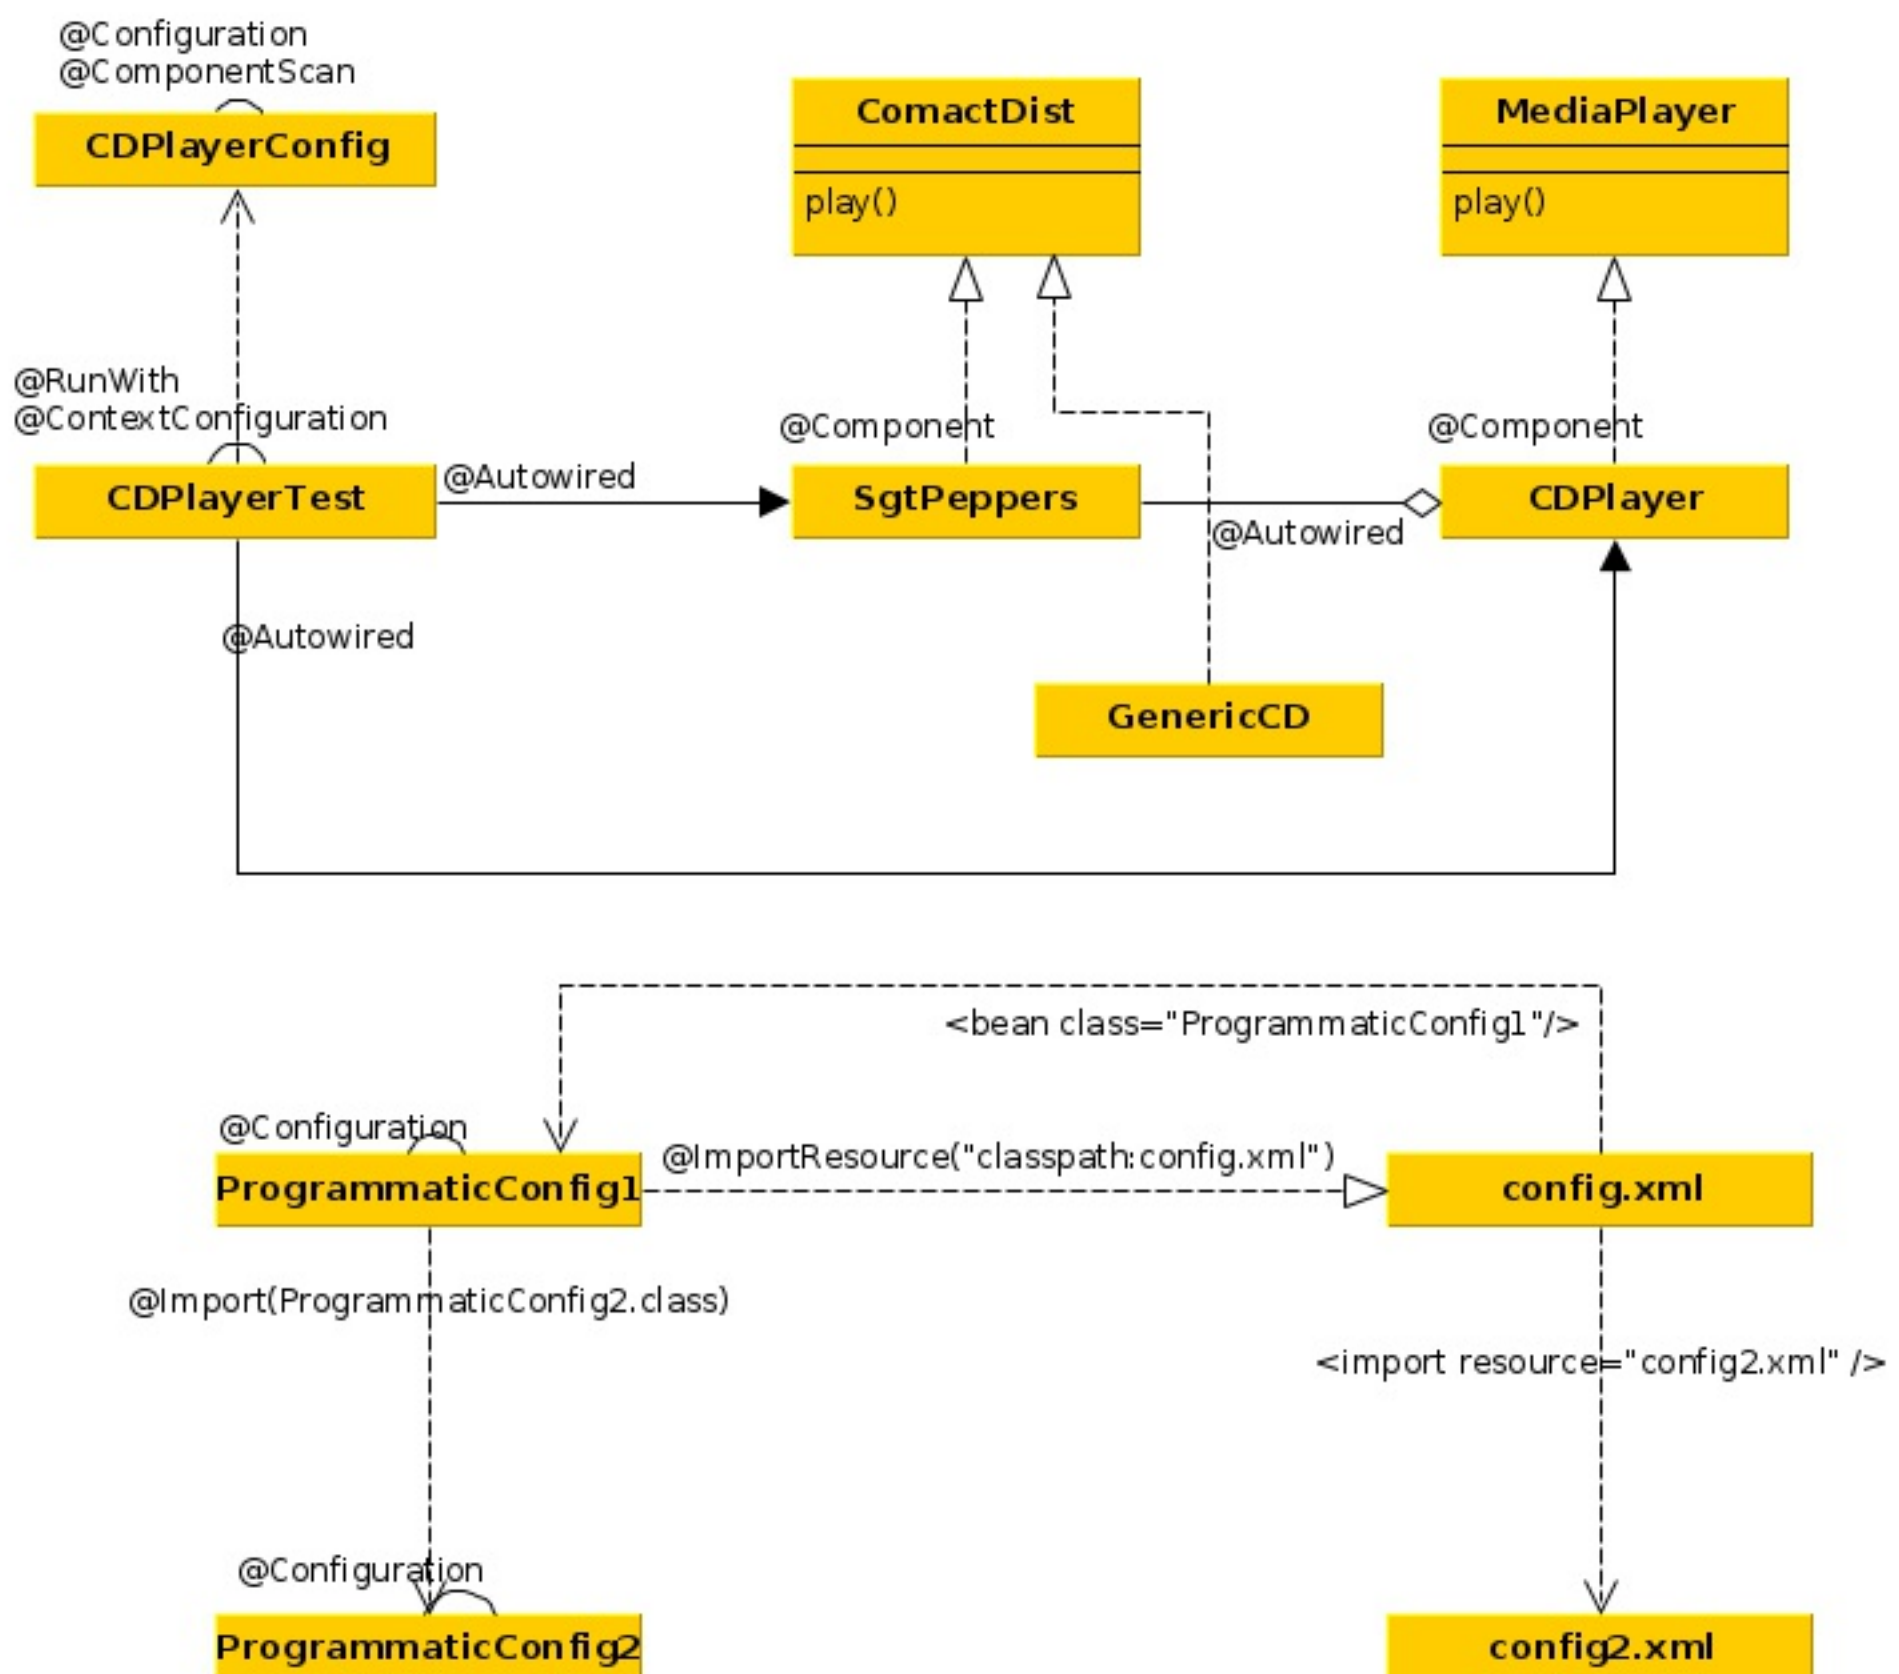 @Configuration
@ComponentScan
CDPlayerConfig
ComactDist
play()
MediaPlayer
play()
@RunWith
@ContextConfiguration
CDPlayerTest
@Autowired
@Component
SgtPeppers
@Autowired
@Component
CDPlayer
@Autowired
GenericCD
<bean class="ProgrammaticConfig1"/>
@Configuration
ProgrammaticConfig1
@ImportResource("classpath:config.xml")
config.xml
@Import(ProgrammaticConfig2.class)
<import resource="config2.xml" />
@Configuration
ProgrammaticConfig2
config2.xml